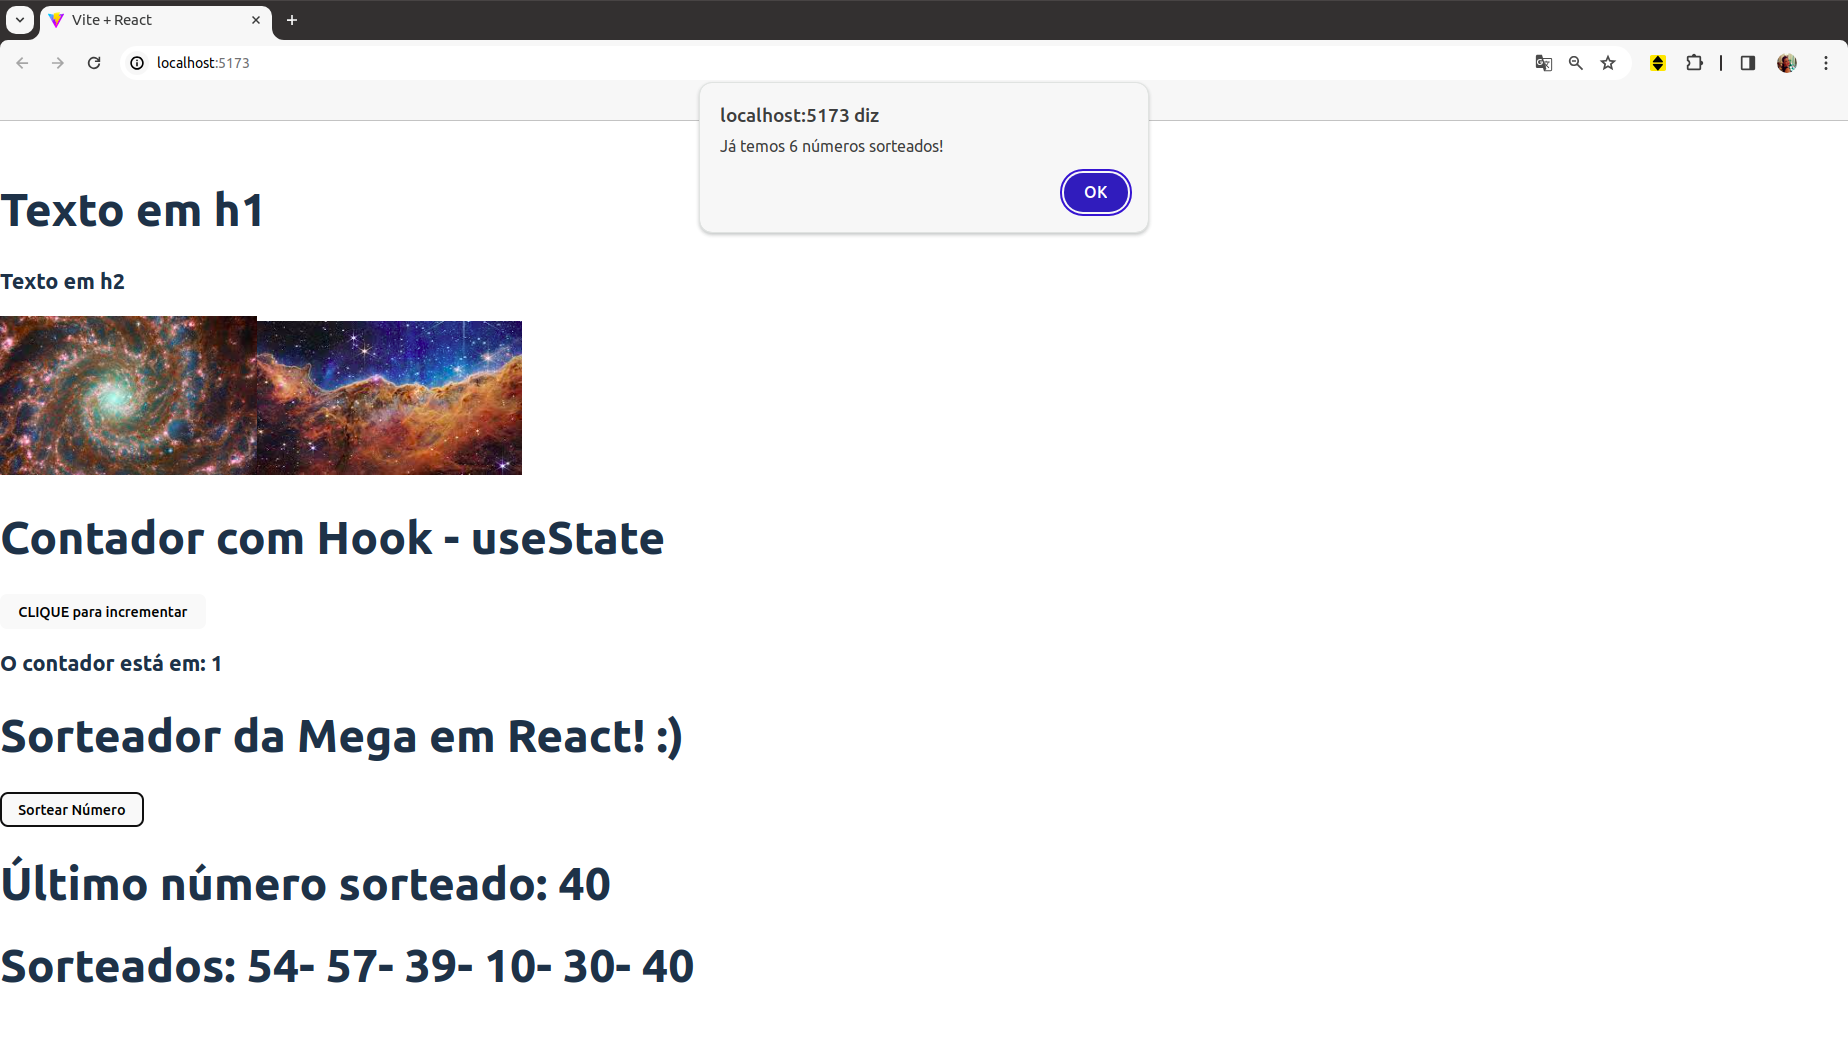 Vite + React
localhost:5173
localhost:5173 diz
Já temos 6 números sorteados!
OK
Texto em h1
Texto em h2
Contador com Hook - useState
CLIQUE para incrementar
O contador está em: 1
Sorteador da Mega em React! :)
Sortear Número
Último número sorteado: 40
Sorteados: 54- 57- 39- 10- 30- 40